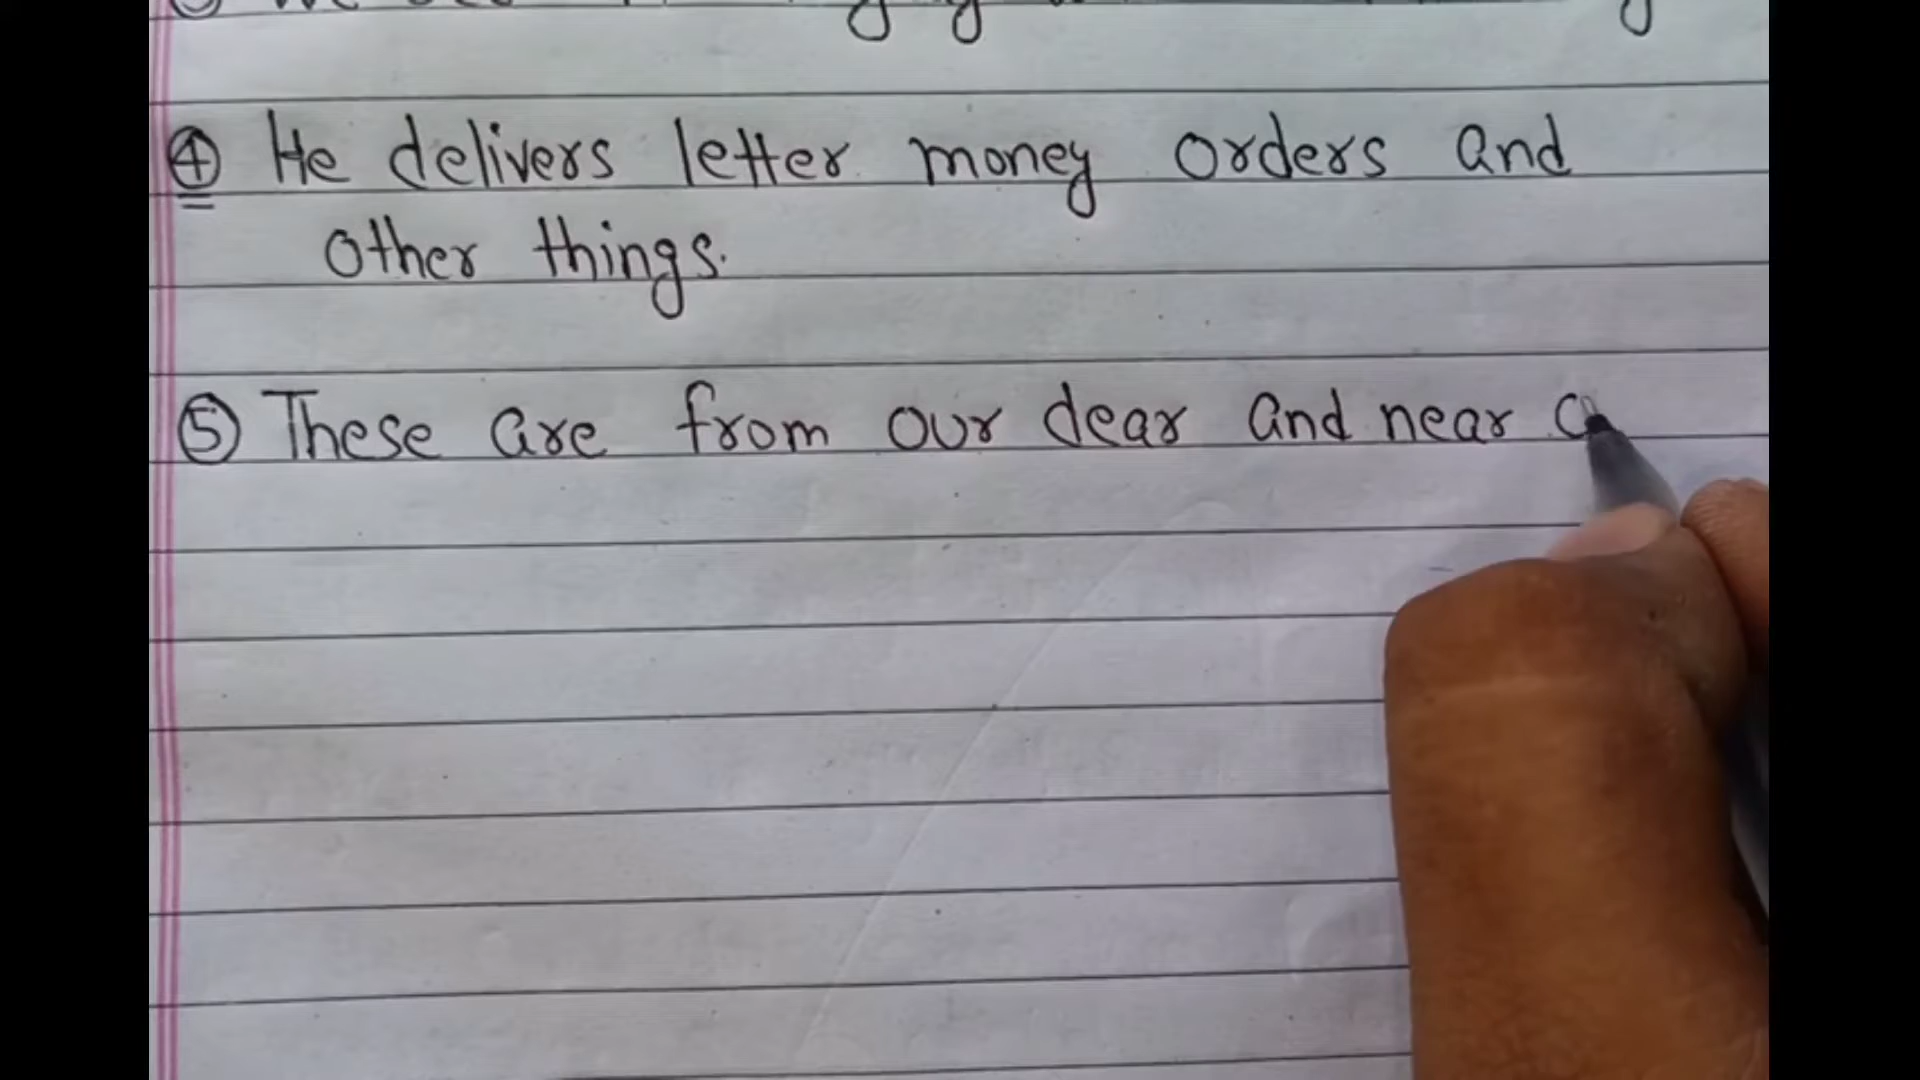 ④ He delivers letter money orders and
other things.
⑤ These are from our dear and near